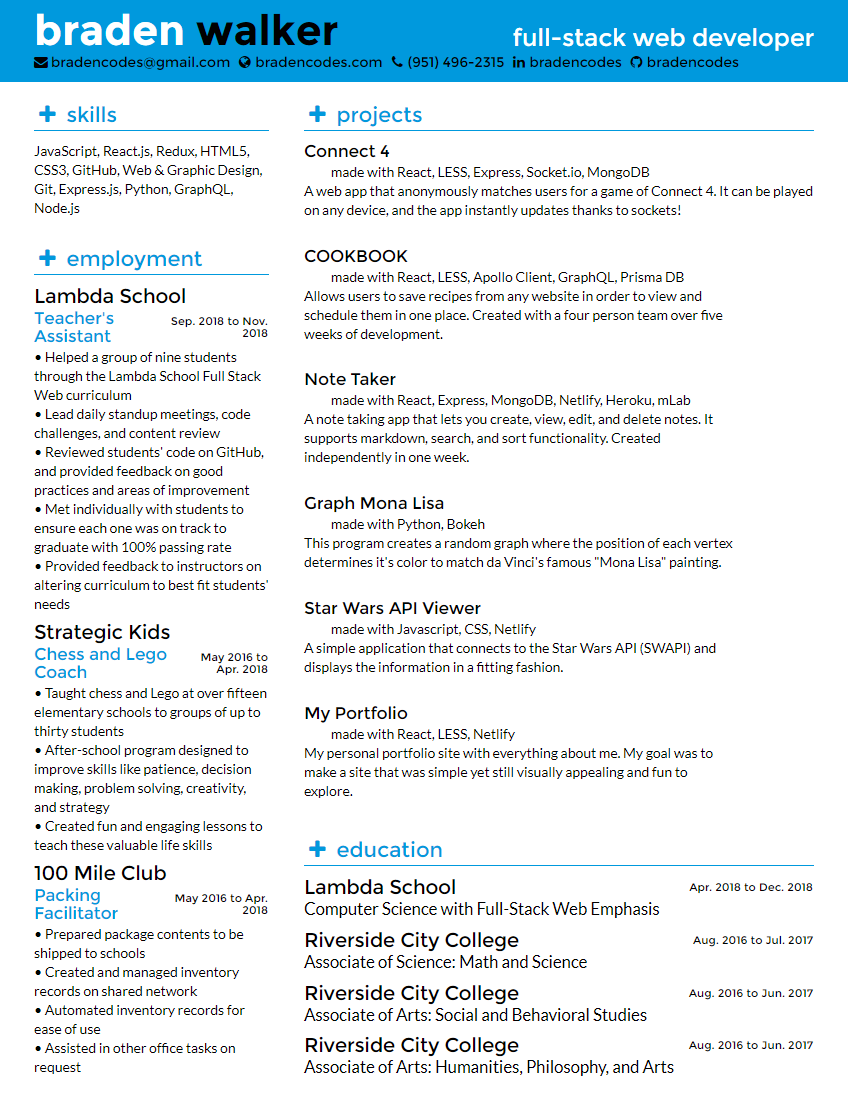 braden walker
full-stack web developer
bradencodes@gmail.com bradencodes.com (951) 496-2315 bradencodes bradencodes
skills
JavaScript, React.js, Redux, HTML5,
CSS3, GitHub, Web & Graphic Design,
Git, Express.js, Python, GraphQL,
Node.js
employment
Lambda School
Teacher's
Assistant
Sep. 2018 to Nov.
2018
• Helped a group of nine students
through the Lambda School Full Stack
Web curriculum
• Lead daily standup meetings, code
challenges, and content review
• Reviewed students' code on GitHub,
and provided feedback on good
practices and areas of improvement
• Met individually with students to
ensure each one was on track to
graduate with 100% passing rate
• Provided feedback to instructors on
altering curriculum to best fit students'
needs
Strategic Kids
Chess and Lego
Coach
May 2016 to
Apr. 2018
• Taught chess and Lego at over fifteen
elementary schools to groups of up to
thirty students
• After-school program designed to
improve skills like patience, decision
making, problem solving, creativity,
and strategy
• Created fun and engaging lessons to
teach these valuable life skills
100 Mile Club
Packing
Facilitator
May 2016 to Apr.
2018
• Prepared package contents to be
shipped to schools
• Created and managed inventory
records on shared network
• Automated inventory records for
ease of use
• Assisted in other office tasks on
request
projects
Connect 4
made with React, LESS, Express, Socket.io, MongoDB
A web app that anonymously matches users for a game of Connect 4. It can be played
on any device, and the app instantly updates thanks to sockets!
COOKBOOK
made with React, LESS, Apollo Client, GraphQL, Prisma DB
Allows users to save recipes from any website in order to view and
schedule them in one place. Created with a four person team over five
weeks of development.
Note Taker
made with React, Express, MongoDB, Netlify, Heroku, mLab
A note taking app that lets you create, view, edit, and delete notes. It
supports markdown, search, and sort functionality. Created
independently in one week.
Graph Mona Lisa
made with Python, Bokeh
This program creates a random graph where the position of each vertex
determines it's color to match da Vinci's famous "Mona Lisa" painting.
Star Wars API Viewer
made with Javascript, CSS, Netlify
A simple application that connects to the Star Wars API (SWAPI) and
displays the information in a fitting fashion.
My Portfolio
made with React, LESS, Netlify
My personal portfolio site with everything about me. My goal was to
make a site that was simple yet still visually appealing and fun to
explore.
education
Lambda School
Apr. 2018 to Dec. 2018
Computer Science with Full-Stack Web Emphasis
Riverside City College
Aug. 2016 to Jul. 2017
Associate of Science: Math and Science
Riverside City College
Aug. 2016 to Jun. 2017
Associate of Arts: Social and Behavioral Studies
Riverside City College
Aug. 2016 to Jun. 2017
Associate of Arts: Humanities, Philosophy, and Arts